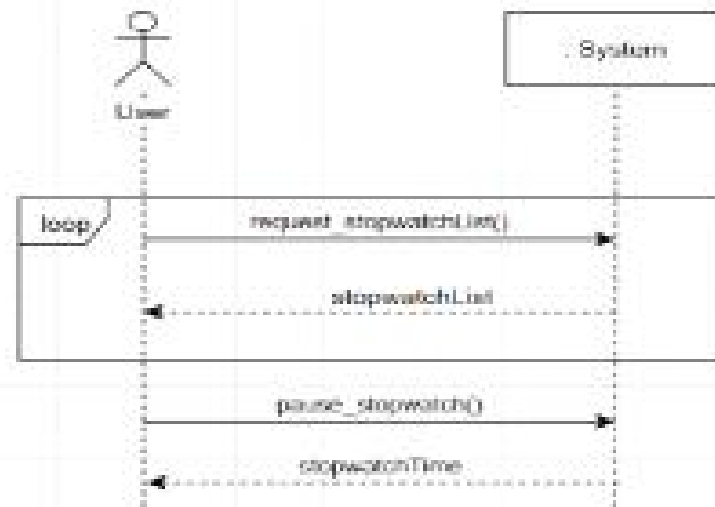 : System
User
loop
request_stopwatchList()
stopwatchList
pause_stopwatch()
stopwatchTime